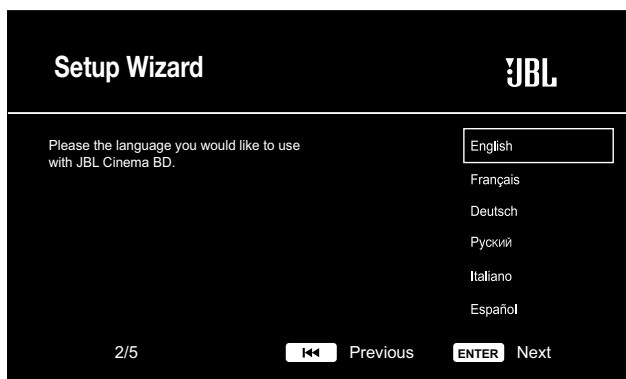 Setup Wizard
JBL
Please the language you would like to use
with JBL Cinema BD.
English
Français
Deutsch
Руский
Italiano
Español
2/5
Previous
ENTER
Next